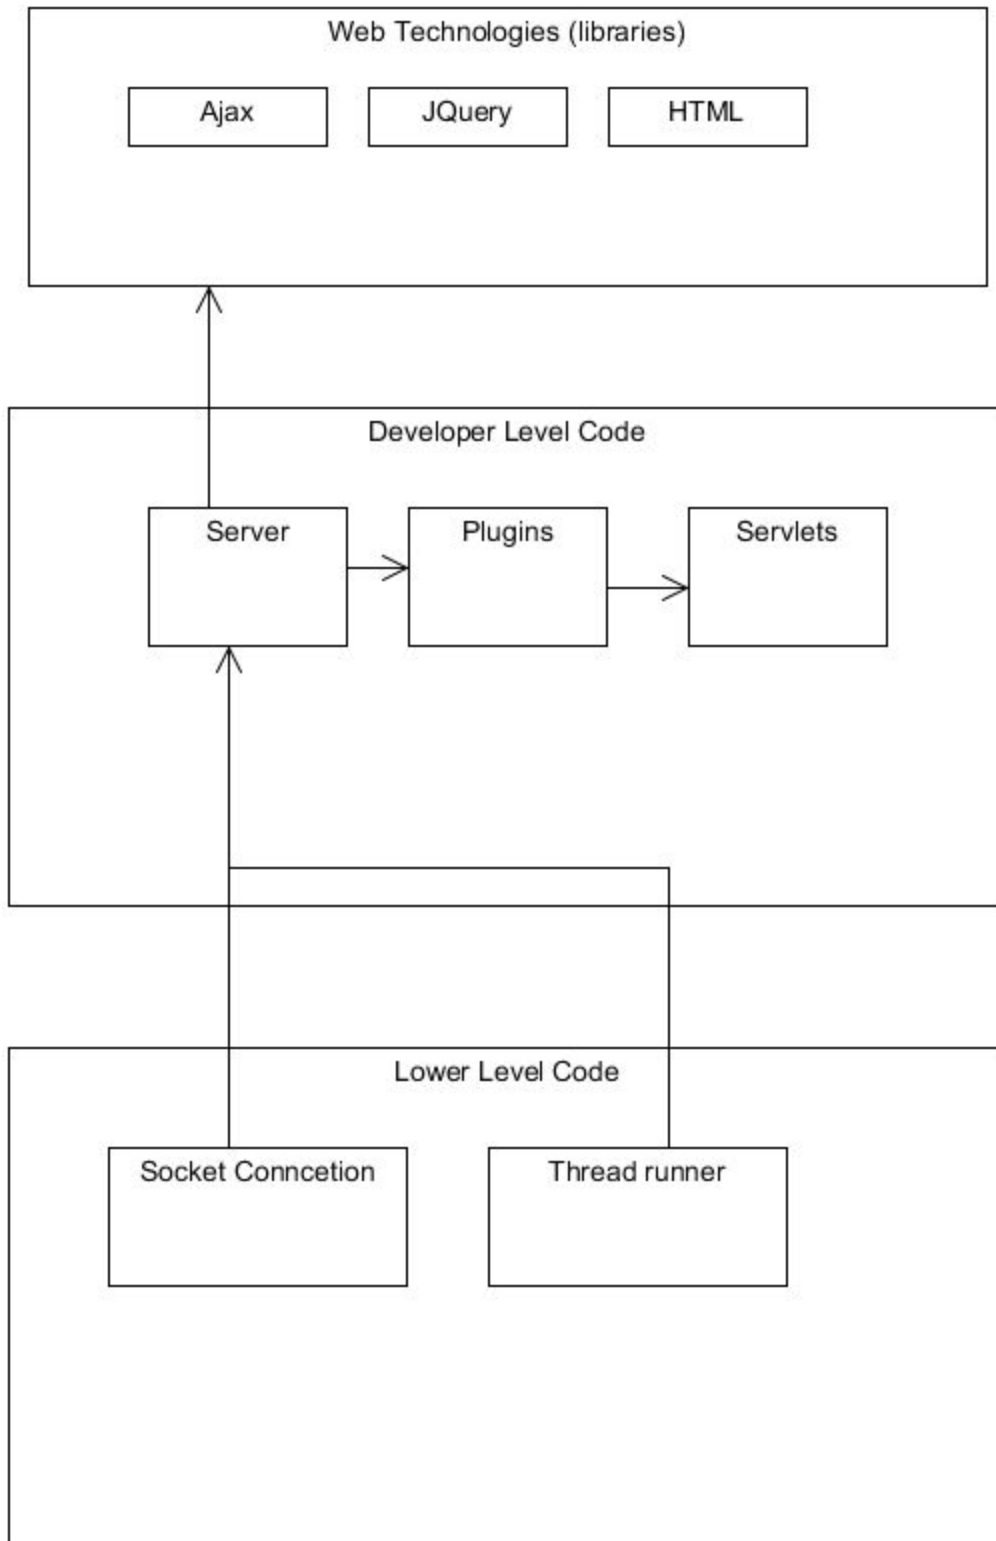 Web Technologies (libraries)
Ajax
JQuery
HTML
Developer Level Code
Server
Plugins
Servlets
Lower Level Code
Socket Conncetion
Thread runner